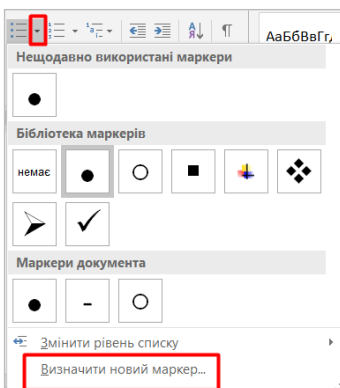 АаБбВвГг,
Нещодавно використані маркери
Бібліотека маркерів
немає
Маркери документа
Змінити рівень списку
Визначити новий маркер...